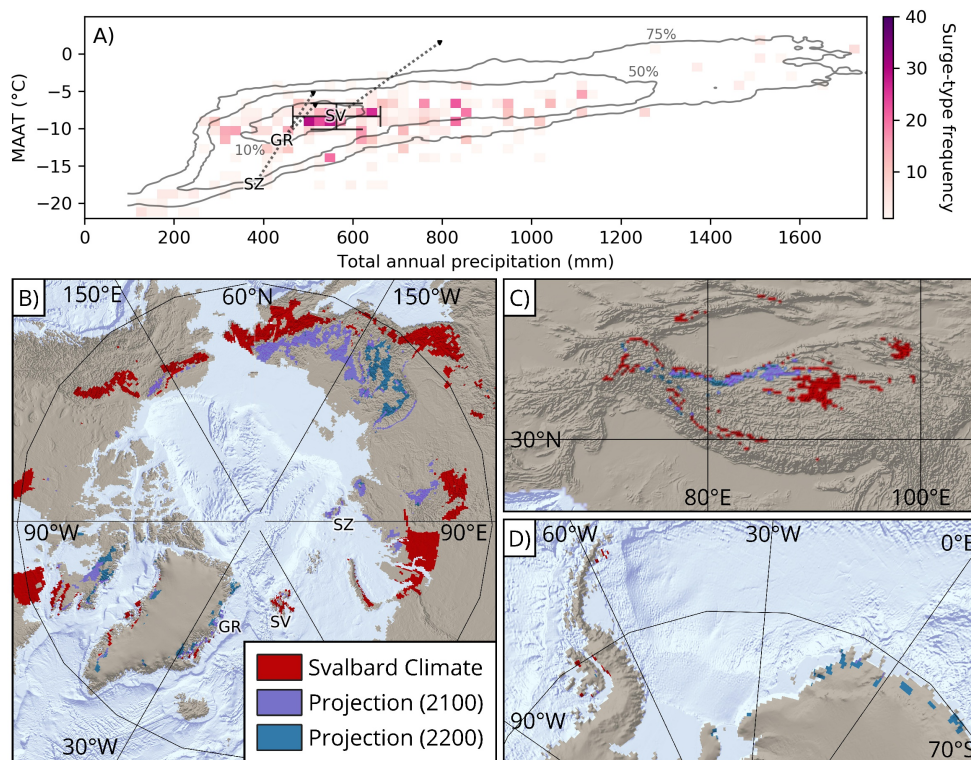 A)
75%
50%
10%
SV
GR
SZ
0
−5
−10
−15
−20
MAAT (°C)
0
200
400
600
800
1000
1200
1400
1600
Total annual precipitation (mm)
40
30
20
10
Surge-type frequency
B)
150°E
60°N
150°W
90°W
SZ
90°E
GR
SV
30°W
Svalbard Climate
Projection (2100)
Projection (2200)
C)
30°N
80°E
100°E
D)
60°W
30°W
0°E
90°W
70°S